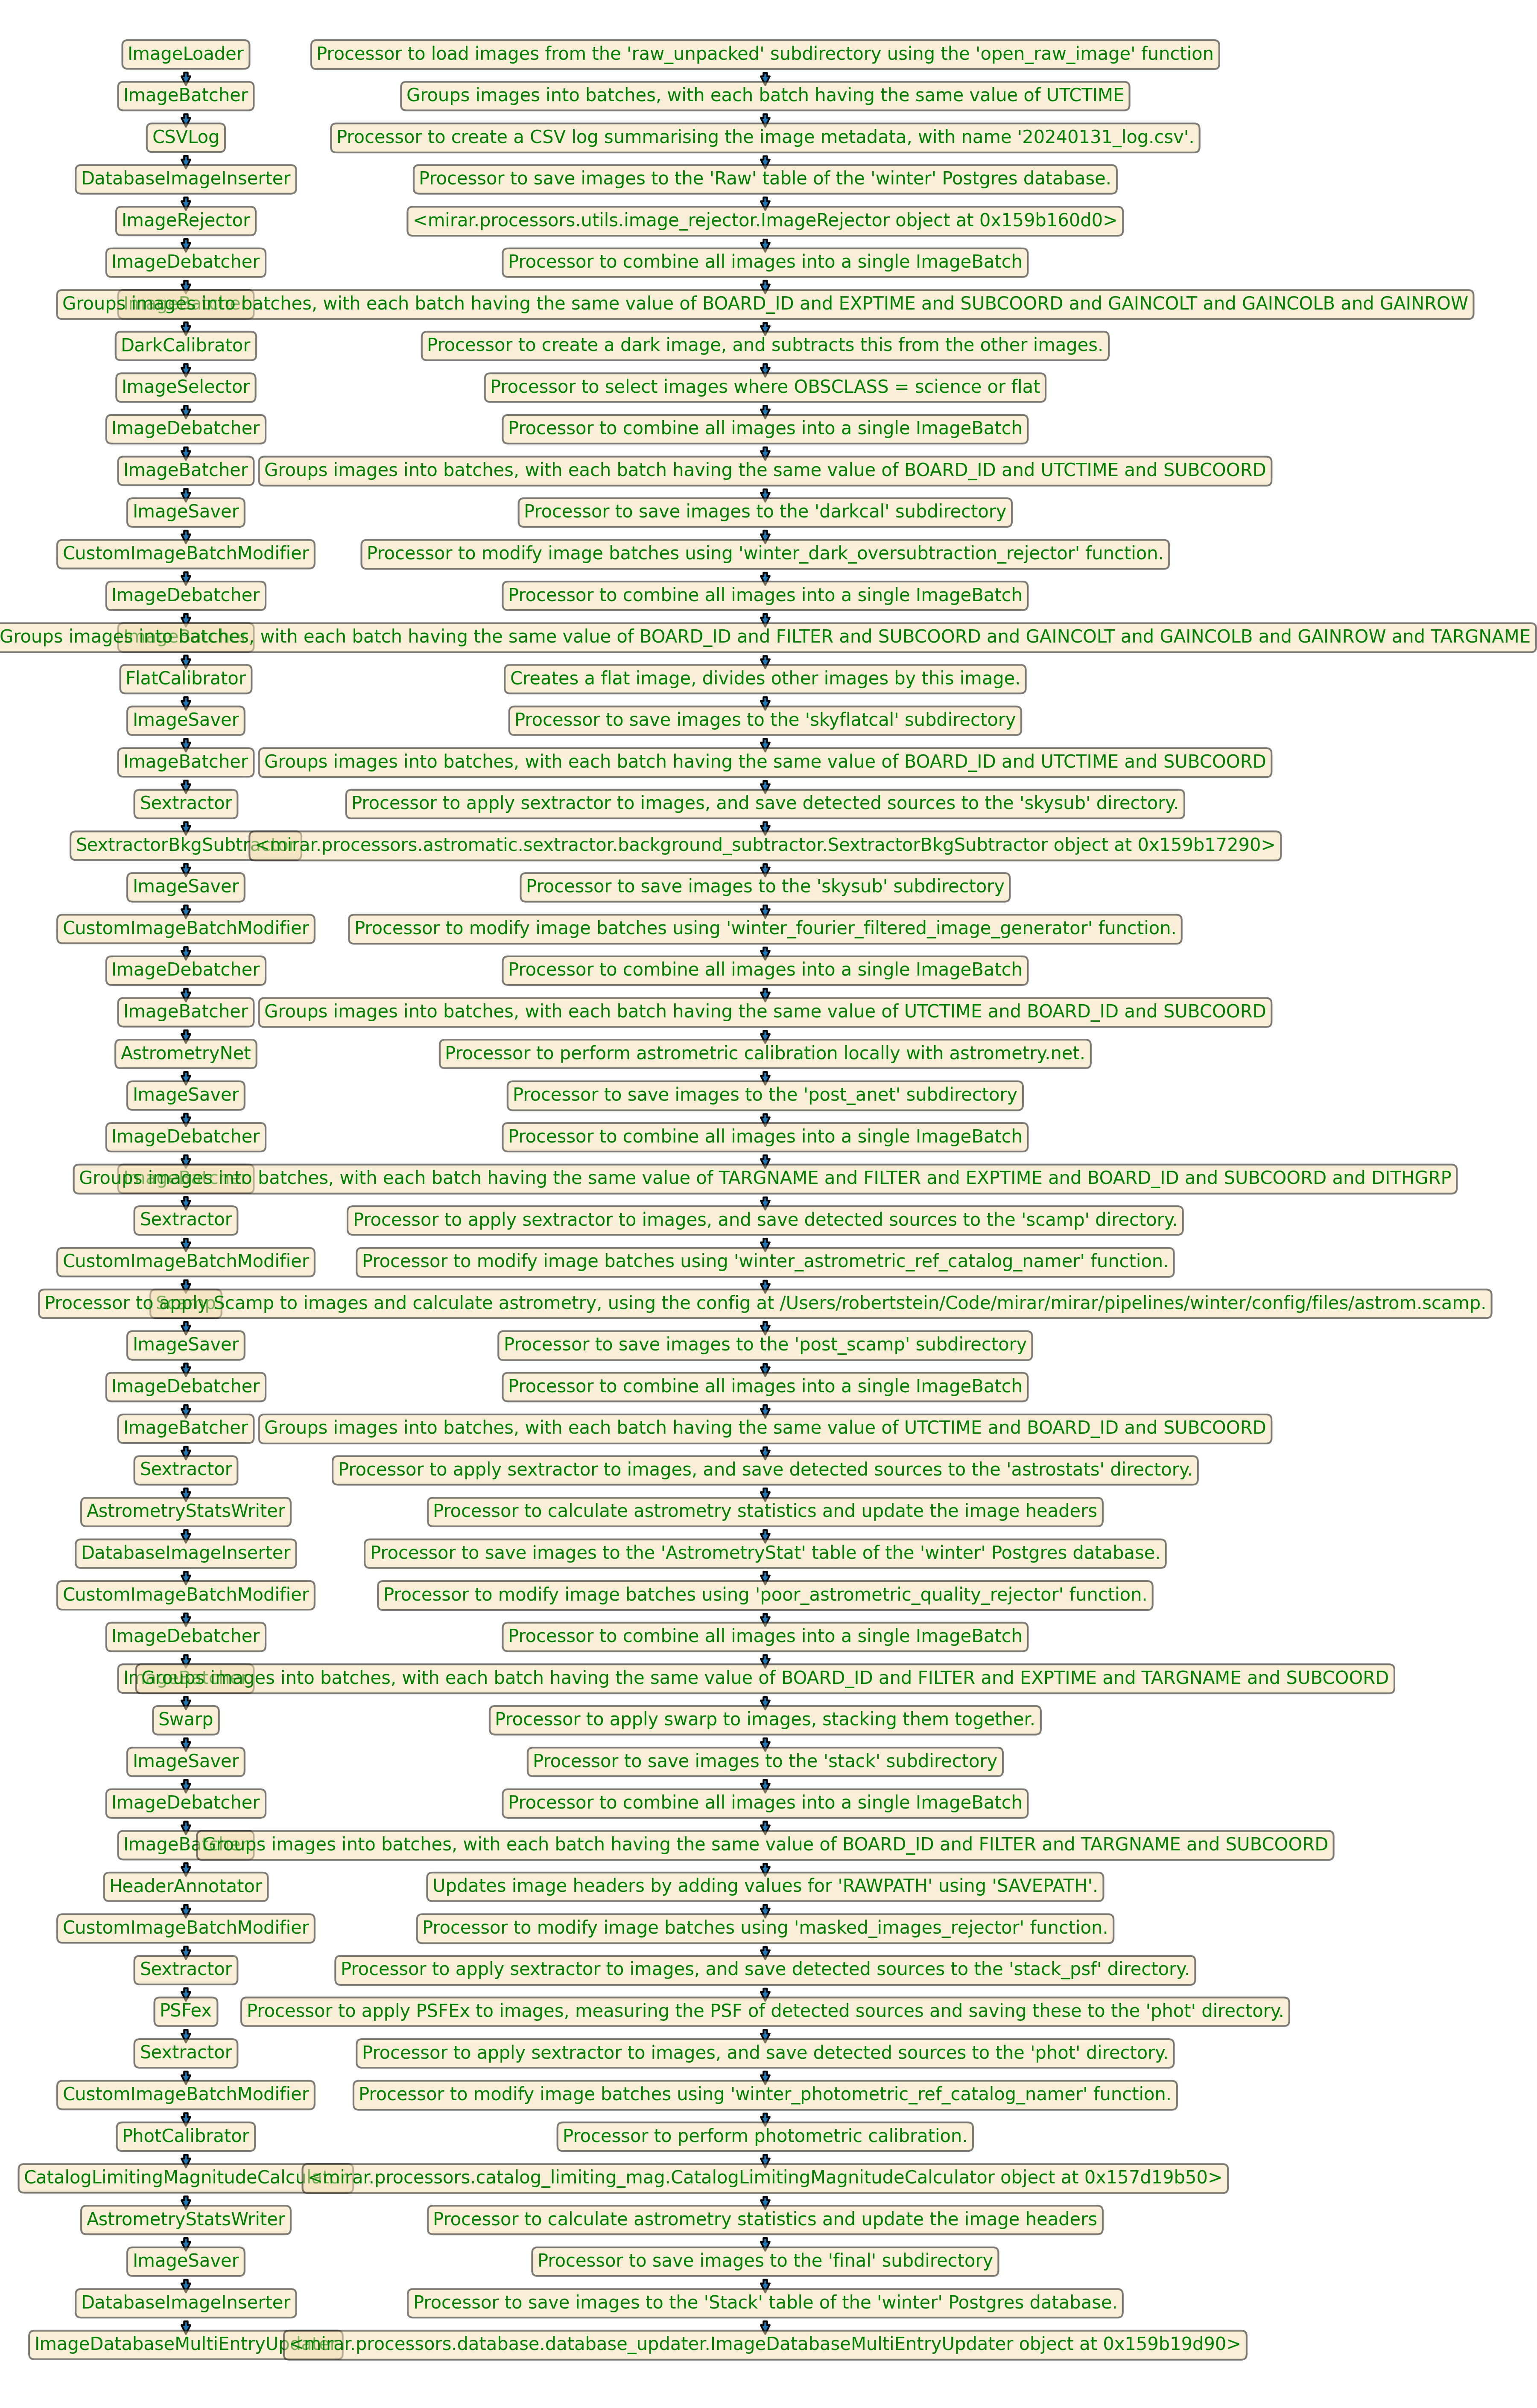 ImageLoader Processor to load images from the 'raw_unpacked' subdirectory using the 'open_raw_image' function
ImageBatcher Groups images into batches, with each batch having the same value of UTCTIME
CSVLog Processor to create a CSV log summarising the image metadata, with name '20240131_log.csv'.
DatabaseImageInserter Processor to save images to the 'Raw' table of the 'winter' Postgres database.
ImageRejector <mirar.processors.utils.image_rejector.ImageRejector object at 0x159b160d0>
ImageDebatcher Processor to combine all images into a single ImageBatch
ImageBatcher Groups images into batches, with each batch having the same value of BOARD_ID and EXPTIME and SUBCOORD and GAINCOLT and GAINCOLB and GAINROW
DarkCalibrator Processor to create a dark image, and subtracts this from the other images.
ImageSelector Processor to select images where OBSCLASS = science or flat
ImageDebatcher Processor to combine all images into a single ImageBatch
ImageBatcher Groups images into batches, with each batch having the same value of BOARD_ID and UTCTIME and SUBCOORD
ImageSaver Processor to save images to the 'darkcal' subdirectory
CustomImageBatchModifier Processor to modify image batches using 'winter_dark_oversubtraction_rejector' function.
ImageDebatcher Processor to combine all images into a single ImageBatch
ImageBatcher Groups images into batches, with each batch having the same value of BOARD_ID and FILTER and SUBCOORD and GAINCOLT and GAINCOLB and GAINROW and TARGNAME
FlatCalibrator Creates a flat image, divides other images by this image.
ImageSaver Processor to save images to the 'skyflatcal' subdirectory
ImageBatcher Groups images into batches, with each batch having the same value of BOARD_ID and UTCTIME and SUBCOORD
Sextractor Processor to apply sextractor to images, and save detected sources to the 'skysub' directory.
SextractorBkgSubtractor <mirar.processors.astromatic.sextractor.background_subtractor.SextractorBkgSubtractor object at 0x159b17290>
ImageSaver Processor to save images to the 'skysub' subdirectory
CustomImageBatchModifier Processor to modify image batches using 'winter_fourier_filtered_image_generator' function.
ImageDebatcher Processor to combine all images into a single ImageBatch
ImageBatcher Groups images into batches, with each batch having the same value of UTCTIME and BOARD_ID and SUBCOORD
AstrometryNet Processor to perform astrometric calibration locally with astrometry.net.
ImageSaver Processor to save images to the 'post_anet' subdirectory
ImageDebatcher Processor to combine all images into a single ImageBatch
ImageBatcher Groups images into batches, with each batch having the same value of TARGNAME and FILTER and EXPTIME and BOARD_ID and SUBCOORD and DITHGRP
Sextractor Processor to apply sextractor to images, and save detected sources to the 'scamp' directory.
CustomImageBatchModifier Processor to modify image batches using 'winter_astrometric_ref_catalog_namer' function.
Scamp Processor to apply Scamp to images and calculate astrometry, using the config at /Users/robertstein/Code/mirar/mirar/pipelines/winter/config/files/astrom.scamp.
ImageSaver Processor to save images to the 'post_scamp' subdirectory
ImageDebatcher Processor to combine all images into a single ImageBatch
ImageBatcher Groups images into batches, with each batch having the same value of UTCTIME and BOARD_ID and SUBCOORD
Sextractor Processor to apply sextractor to images, and save detected sources to the 'astrostats' directory.
AstrometryStatsWriter Processor to calculate astrometry statistics and update the image headers
DatabaseImageInserter Processor to save images to the 'AstrometryStat' table of the 'winter' Postgres database.
CustomImageBatchModifier Processor to modify image batches using 'poor_astrometric_quality_rejector' function.
ImageDebatcher Processor to combine all images into a single ImageBatch
ImageBatcher Groups images into batches, with each batch having the same value of BOARD_ID and FILTER and EXPTIME and TARGNAME and SUBCOORD
Swarp Processor to apply swarp to images, stacking them together.
ImageSaver Processor to save images to the 'stack' subdirectory
ImageDebatcher Processor to combine all images into a single ImageBatch
ImageBatcher Groups images into batches, with each batch having the same value of BOARD_ID and FILTER and TARGNAME and SUBCOORD
HeaderAnnotator Updates image headers by adding values for 'RAWPATH' using 'SAVEPATH'.
CustomImageBatchModifier Processor to modify image batches using 'masked_images_rejector' function.
Sextractor Processor to apply sextractor to images, and save detected sources to the 'stack_psf' directory.
PSFex Processor to apply PSFEx to images, measuring the PSF of detected sources and saving these to the 'phot' directory.
Sextractor Processor to apply sextractor to images, and save detected sources to the 'phot' directory.
CustomImageBatchModifier Processor to modify image batches using 'winter_photometric_ref_catalog_namer' function.
PhotCalibrator Processor to perform photometric calibration.
CatalogLimitingMagnitudeCalculator <mirar.processors.catalog_limiting_mag.CatalogLimitingMagnitudeCalculator object at 0x157d19b50>
AstrometryStatsWriter Processor to calculate astrometry statistics and update the image headers
ImageSaver Processor to save images to the 'final' subdirectory
DatabaseImageInserter Processor to save images to the 'Stack' table of the 'winter' Postgres database.
ImageDatabaseMultiEntryUpdater <mirar.processors.database.database_updater.ImageDatabaseMultiEntryUpdater object at 0x159b19d90>